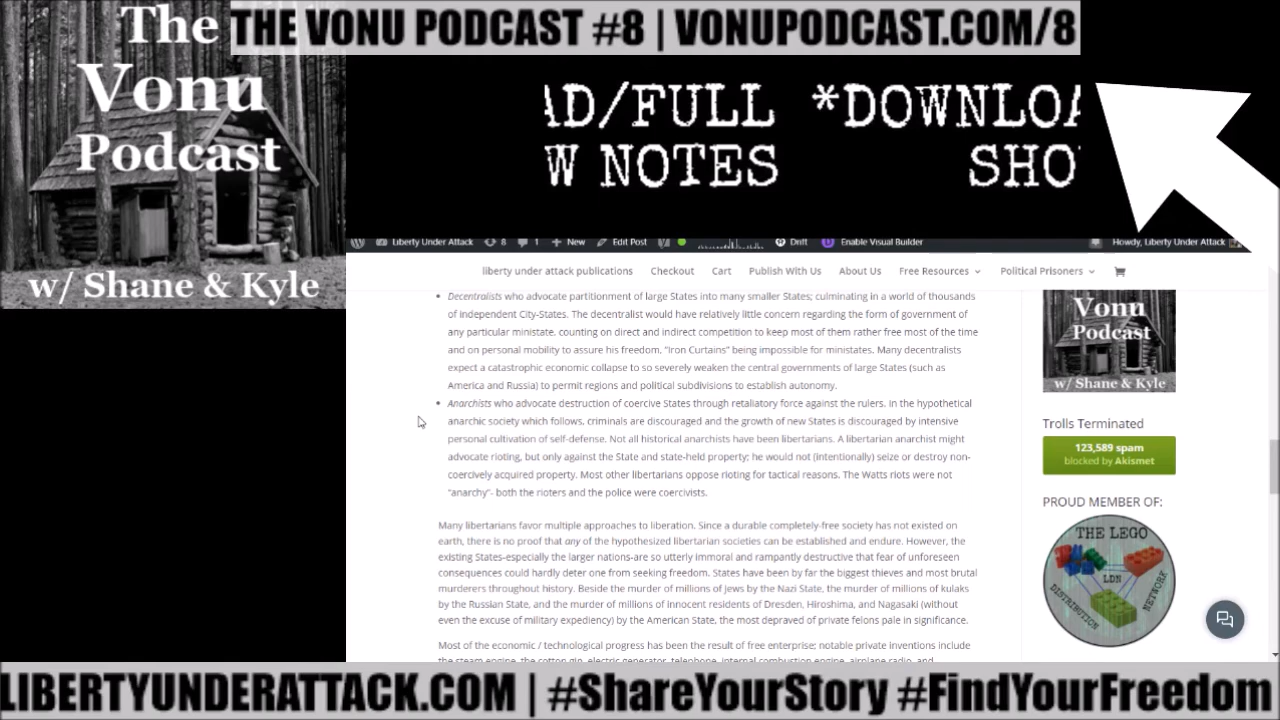 The
Vonu
Podcast
w/ Shane & Kyle
THE VONU PODCAST #8 | VONUPODCAST.COM/8
AD/FULL *DOWNLOA
W NOTES SHO
Liberty Under Attack 8 1 New Edit Post Drift Enable Visual Builder Howdy, Liberty Under Attack
liberty under attack publications Checkout Cart Publish With Us About Us Free Resources Political Prisoners
• Decentralists who advocate partitionment of large States into many smaller States; culminating in a world of thousands
of independent City-States. The decentralist would have relatively little concern regarding the form of government of
any particular ministate. counting on direct and indirect competition to keep most of them rather free most of the time
and on personal mobility to assure his freedom, "Iron Curtains" being impossible for ministates. Many decentralists
expect a catastrophic economic collapse to so severely weaken the central governments of large States (such as
America and Russia) to permit regions and political subdivisions to establish autonomy.
• Anarchists who advocate destruction of coercive States through retaliatory force against the rulers. In the hypothetical
anarchic society which follows, criminals are discouraged and the growth of new States is discouraged by intensive
personal cultivation of self-defense. Not all historical anarchists have been libertarians. A libertarian anarchist might
advocate rioting, but only against the State and state-held property; he would not (intentionally) seize or destroy non-
coercively acquired property. Most other libertarians oppose rioting for tactical reasons. The Watts riots were not
"anarchy"- both the rioters and the police were coercivists.
Many libertarians favor multiple approaches to liberation. Since a durable completely-free society has not existed on
earth, there is no proof that any of the hypothesized libertarian societies can be established and endure. However, the
existing States-especially the larger nations-are so utterly immoral and rampantly destructive that fear of unforeseen
consequences could hardly deter one from seeking freedom. States have been by far the biggest thieves and most brutal
murderers throughout history. Beside the murder of millions of Jews by the Nazi State, the murder of millions of kulaks
by the Russian State, and the murder of millions of innocent residents of Dresden, Hiroshima, and Nagasaki (without
even the excuse of military expediency) by the American State, the most depraved of private felons pale in significance.
Most of the economic / technological progress has been the result of free enterprise; notable private inventions include
the steam engine, the cotton gin, electric generator, telephone, internal combustion engine, airplane radio, and
Vonu
Podcast
w/ Shane & Kyle
Trolls Terminated
123,589 spam
blocked by Akismet
PROUD MEMBER OF:
THE LEGO
LDN
DISTRIBUTION
NETWORK
LIBERTYUNDERATTACK.COM | #ShareYourStory #FindYourFreedom